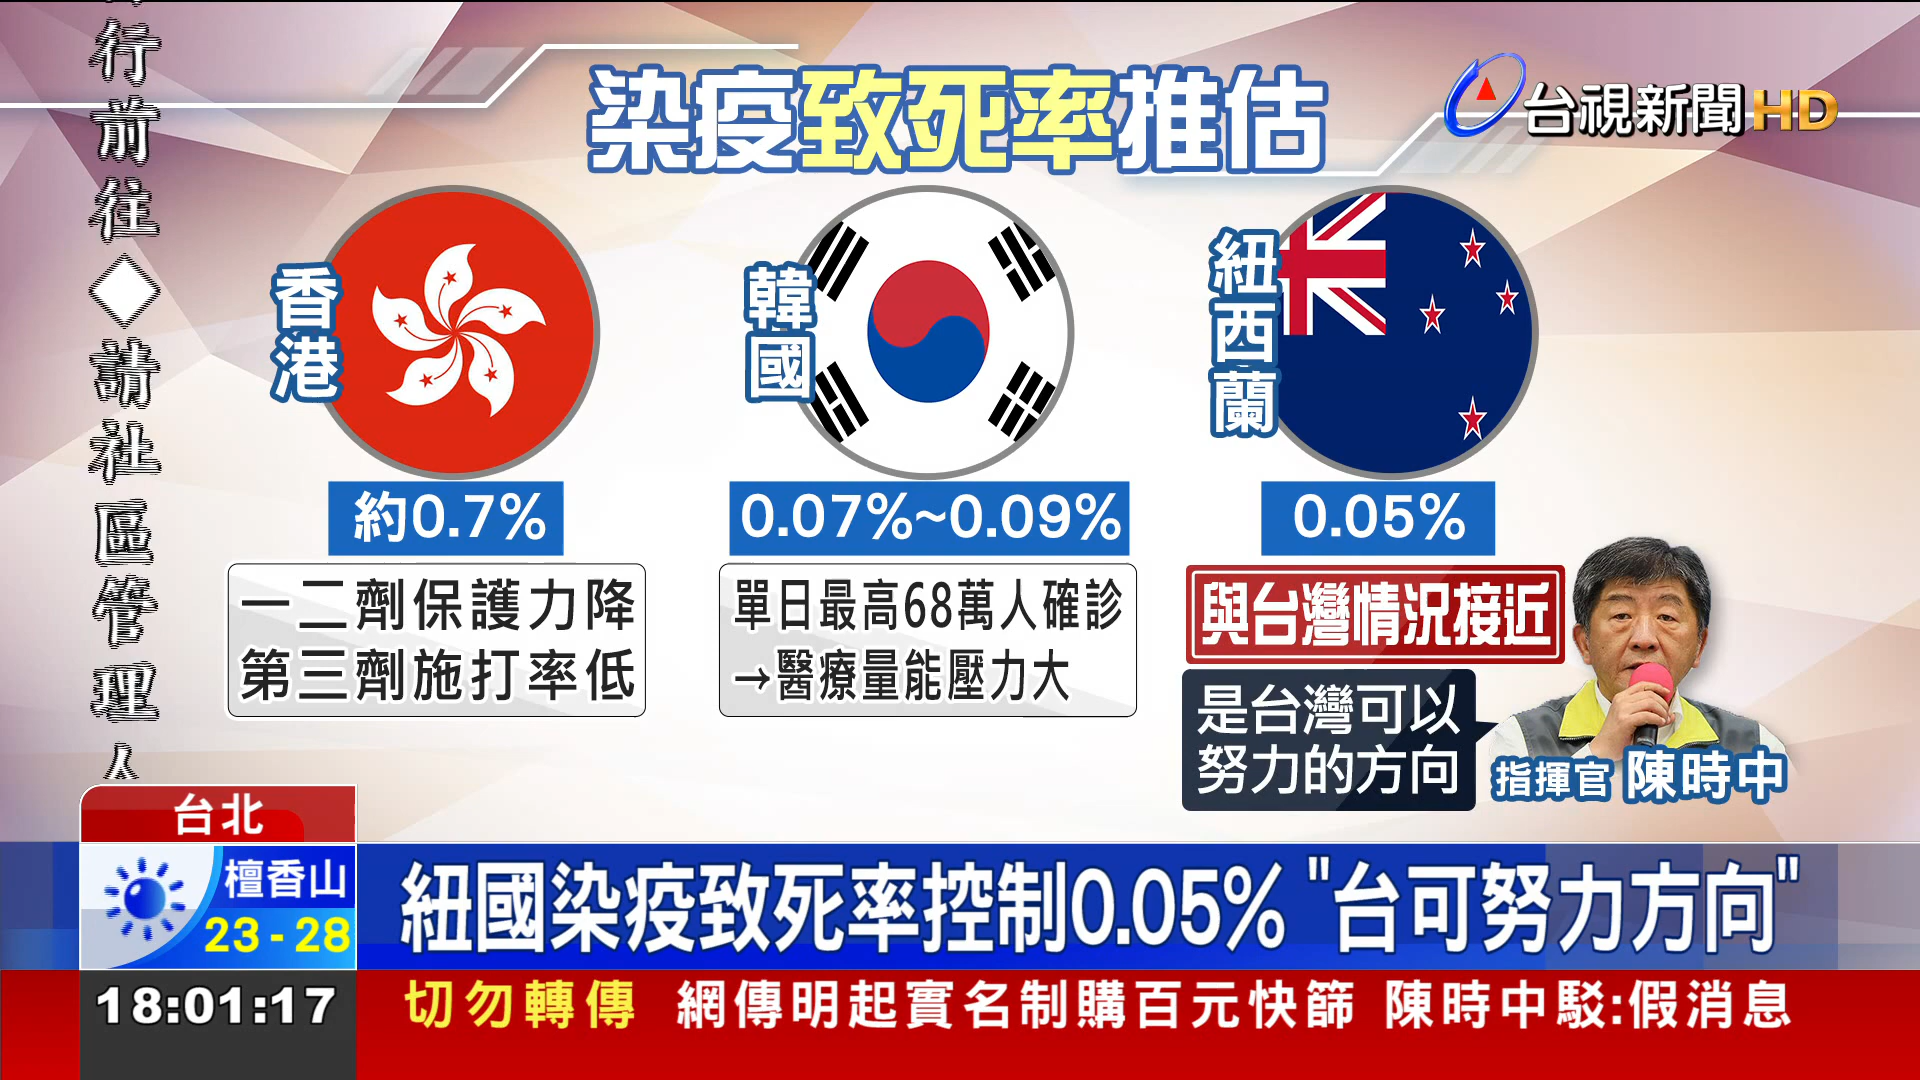 染疫致死率推估
台視新聞HD
行前往◆請社區管理人
香港
韓國
紐西蘭
約0.7%
0.07%~0.09%
0.05%
一二劑保護力降
第三劑施打率低
單日最高68萬人確診
→醫療量能壓力大
與台灣情況接近
是台灣可以
努力的方向
指揮官 陳時中
台北
檀香山
23-28
紐國染疫致死率控制0.05% "台可努力方向"
18:01:17
切勿轉傳 網傳明起實名制購百元快篩 陳時中駁:假消息